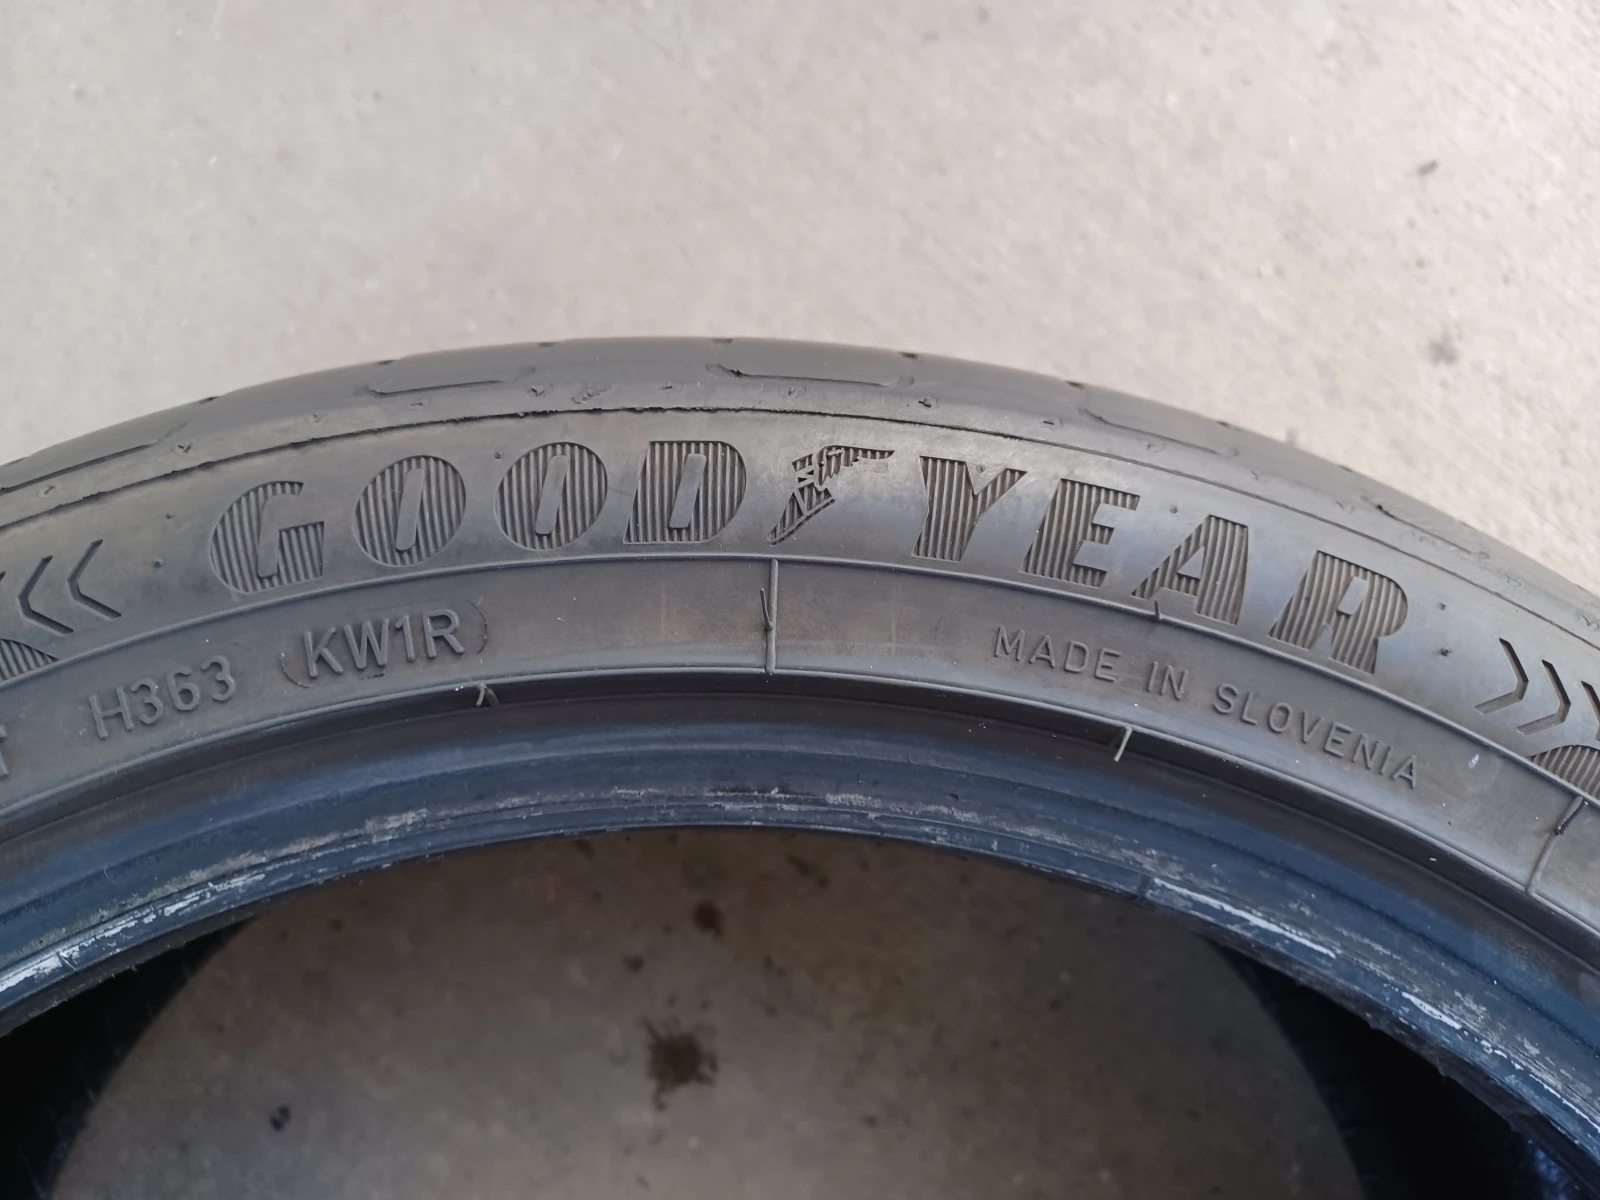 GOODYEAR
H363 (KW1R)
MADE IN SLOVENIA